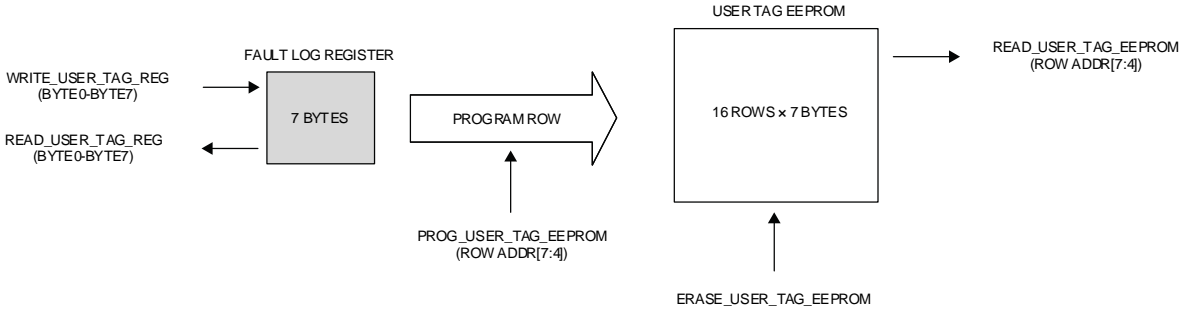 USER TAG EEPROM
FAULT LOG REGISTER
WRITE_USER_TAG_REG
(BYTE0-BYTE7)
READ_USER_TAG_REG
(BYTE0-BYTE7)
7 BYTES
PROGRAM ROW
16 ROWS × 7 BYTES
READ_USER_TAG_EEPROM
(ROW ADDR[7:4])
PROG_USER_TAG_EEPROM
(ROW ADDR[7:4])
ERASE_USER_TAG_EEPROM